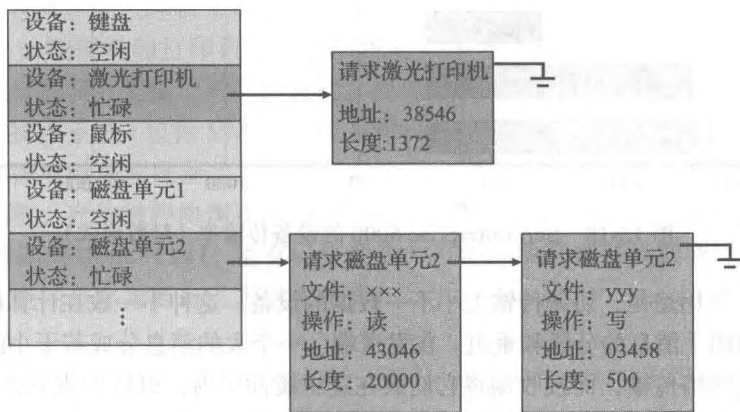 设备：键盘
状态：空闲
设备：激光打印机
状态：忙碌
设备：鼠标
状态：空闲
设备：磁盘单元1
状态：空闲
设备：磁盘单元2
状态：忙碌
⋮
请求激光打印机
地址：38546
长度:1372
请求磁盘单元2
文件：×××
操作：读
地址：43046
长度：20000
请求磁盘单元2
文件：yyy
操作：写
地址：03458
长度：500